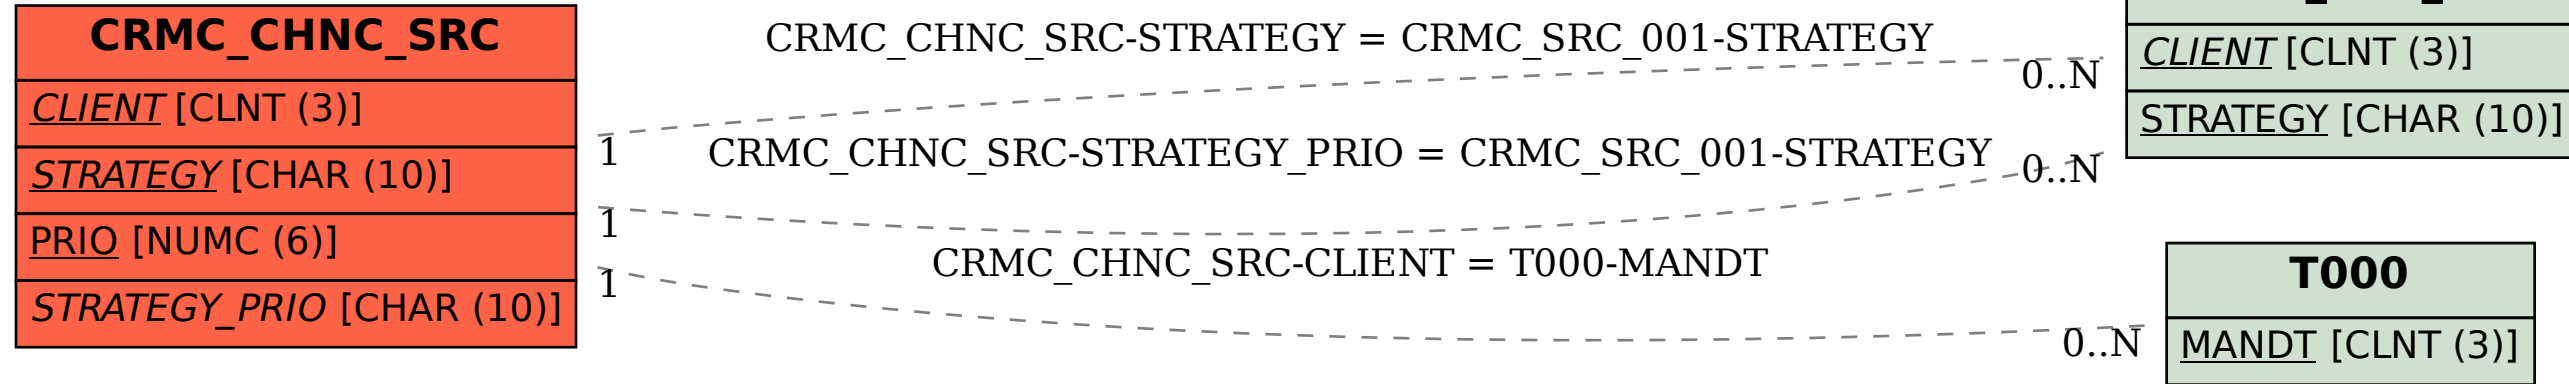 CRMC_CHNC_SRC
CLIENT [CLNT (3)]
STRATEGY [CHAR (10)]
PRIO [NUMC (6)]
STRATEGY_PRIO [CHAR (10)]
CRMC_CHNC_SRC-STRATEGY = CRMC_SRC_001-STRATEGY
0..N
1
CRMC_CHNC_SRC-STRATEGY_PRIO = CRMC_SRC_001-STRATEGY
0..N
1
CRMC_CHNC_SRC-CLIENT = T000-MANDT
0..N
1
CLIENT [CLNT (3)]
STRATEGY [CHAR (10)]
T000
MANDT [CLNT (3)]